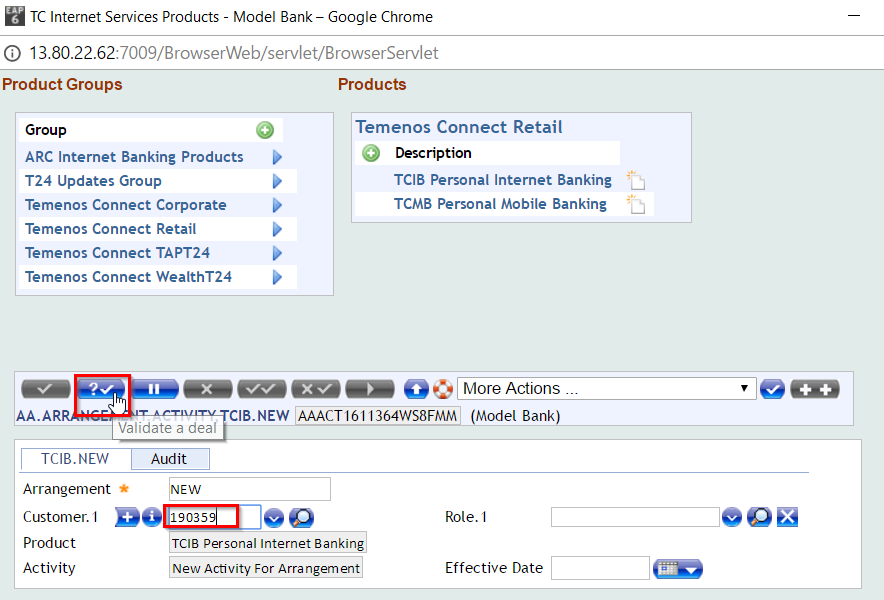 EAP 6 TC Internet Services Products - Model Bank – Google Chrome
13.80.22.62:7009/BrowserWeb/servlet/BrowserServlet
Product Groups
Group
ARC Internet Banking Products
T24 Updates Group
Temenos Connect Corporate
Temenos Connect Retail
Temenos Connect TAPT24
Temenos Connect WealthT24
Products
Temenos Connect Retail
Description
TCIB Personal Internet Banking
TCMB Personal Mobile Banking
More Actions ...
AA.ARRANGEMENT.ACTIVITY,TCIB.NEW AAACT1611364WS8FMM (Model Bank)
Validate a deal
TCIB.NEW Audit
Arrangement NEW
Customer.1 190359 Role.1
Product TCIB Personal Internet Banking
Activity New Activity For Arrangement Effective Date